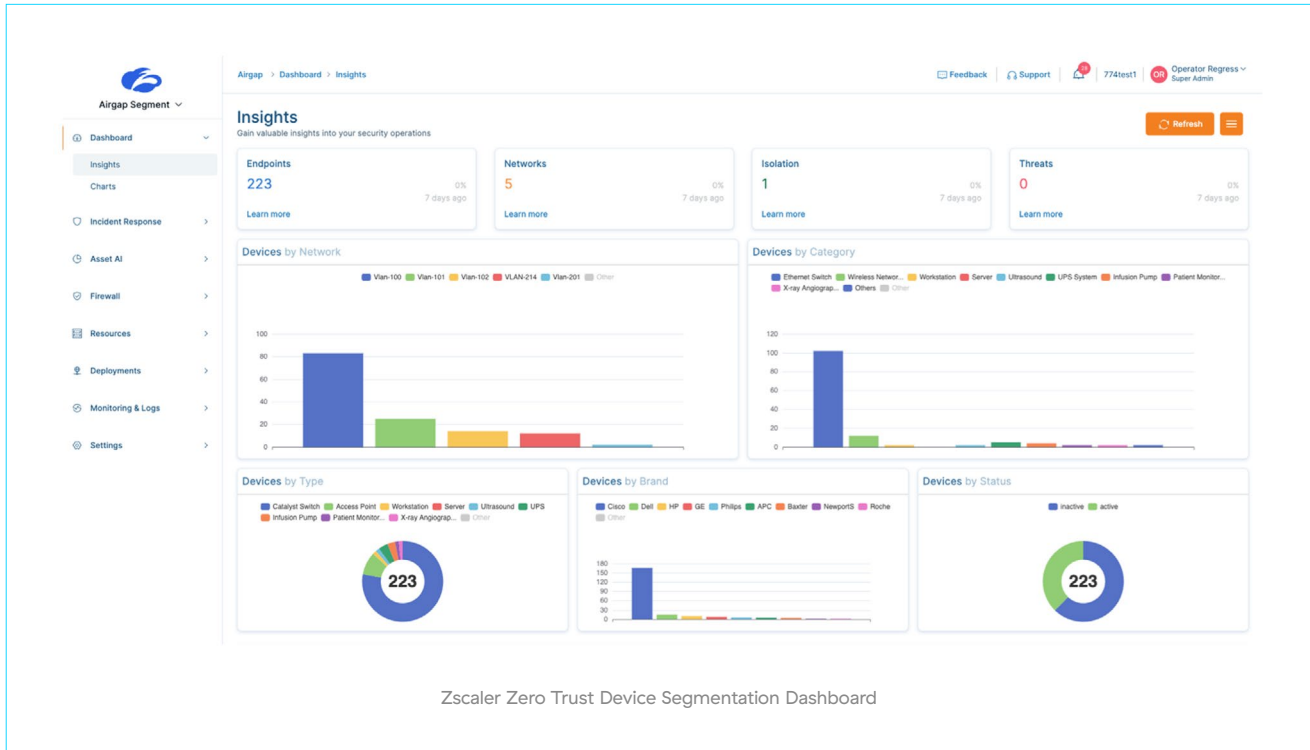 Airgap > Dashboard > Insights
Feedback
Support
774test1
OR
Operator Regress
Super Admin
Airgap Segment
Dashboard
Insights
Charts
Incident Response
Asset AI
Firewall
Resources
Deployments
Monitoring & Logs
Settings
Insights
Gain valuable insights into your security operations
Refresh
Endpoints
223
0%
7 days ago
Learn more
Networks
5
0%
7 days ago
Learn more
Isolation
1
0%
7 days ago
Learn more
Threats
0
0%
7 days ago
Learn more
Devices by Network
Vlan-100 Vlan-101 Vlan-102 VLAN-214 Vlan-201 Other
100
80
60
40
20
0
Devices by Category
Ethernet Switch Wireless Networ... Workstation Server Ultrasound UPS System Infusion Pump Patient Monitor...
X-ray Angiograp... Others Other
120
100
80
60
40
20
0
Devices by Type
Catalyst Switch Access Point Workstation Server Ultrasound UPS
Infusion Pump Patient Monitor... X-ray Angiograp... Other
223
Devices by Brand
Cisco Dell HP GE Philips APC Baxter NewportS Roche
Other
180
150
120
90
60
30
0
Devices by Status
inactive active
223
Zscaler Zero Trust Device Segmentation Dashboard